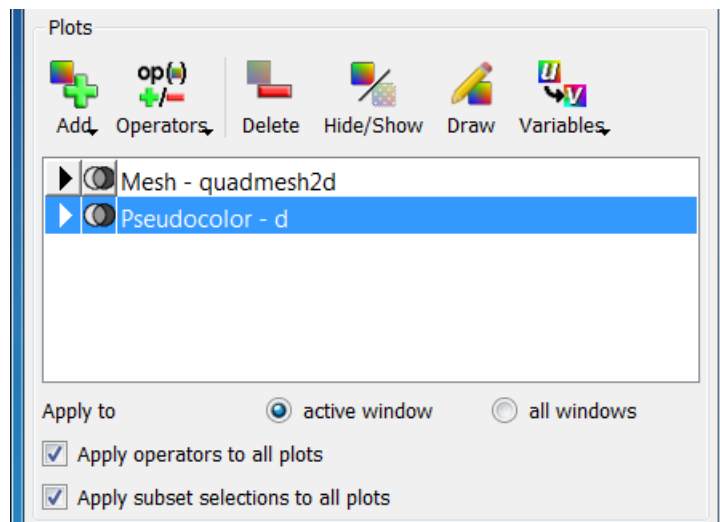 Plots
op(=) +/-
Add Operators Delete Hide/Show Draw Variables
u v
Mesh - quadmesh2d
Pseudocolor - d
Apply to active window all windows
Apply operators to all plots
Apply subset selections to all plots